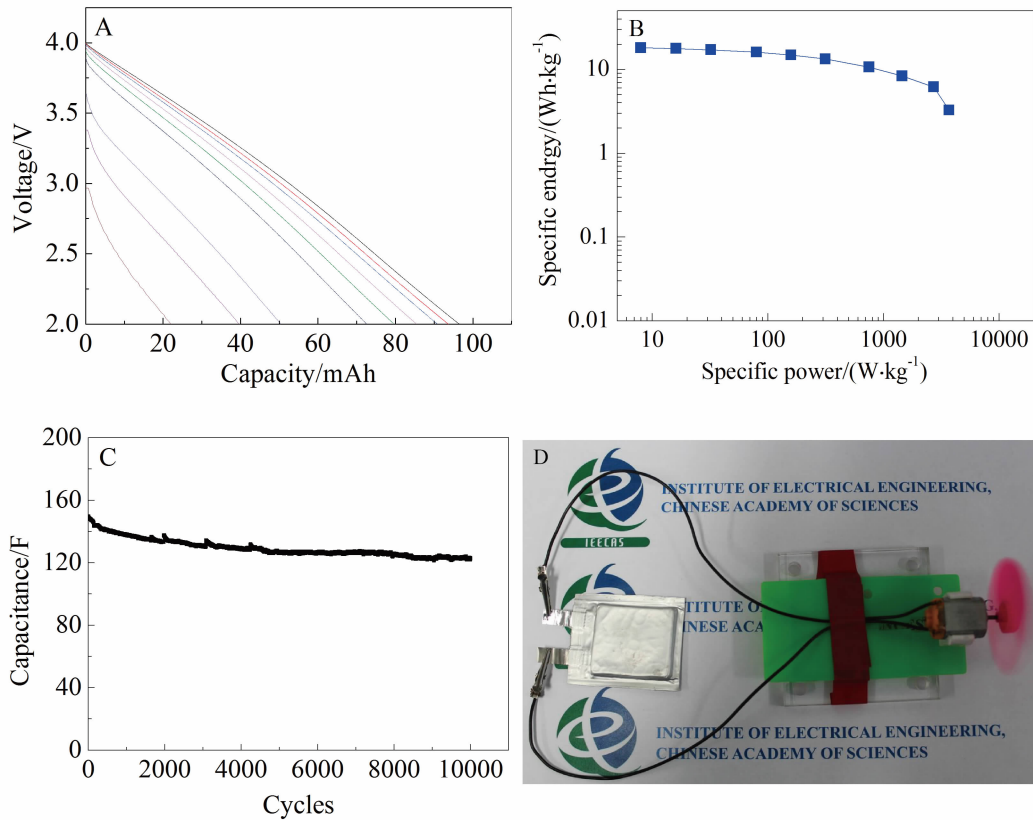 A
4.0
3.5
3.0
2.5
2.0
Voltage/V
0
20
40
60
80
100
Capacity/mAh
B
10
1
0.1
0.01
Specific endrgy/(Wh·kg⁻¹)
10
100
1000
10000
Specific power/(W·kg⁻¹)
C
200
160
120
80
40
0
Capacitance/F
0
2000
4000
6000
8000
10000
Cycles
D
INSTITUTE OF ELECTRICAL ENGINEERING,
CHINESE ACADEMY OF SCIENCES
IEECAS
TITUTE O
ESE ACA
INSTITUTE OF ELECTRICAL ENGINEERING,
CHINESE ACADEMY OF SCIENCES